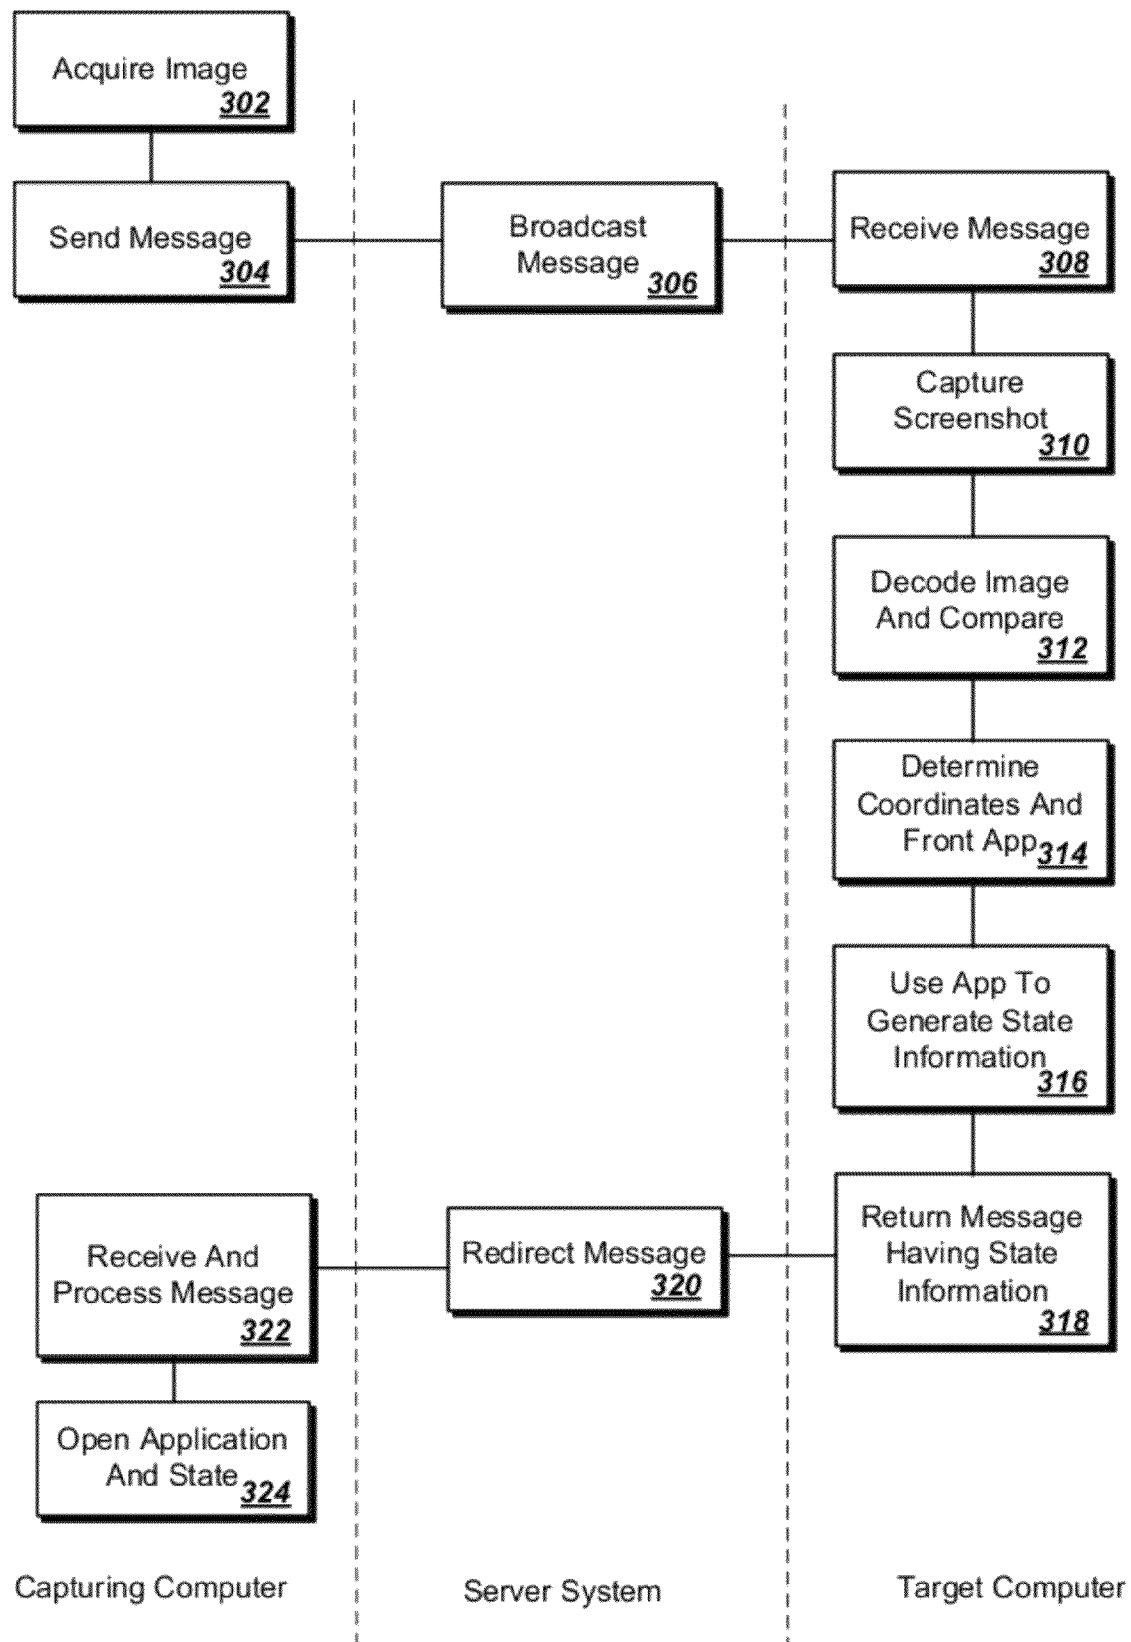 Acquire Image
302
Send Message
304
Broadcast
Message
306
Receive Message
308
Capture
Screenshot
310
Decode Image
And Compare
312
Determine
Coordinates And
Front App
314
Use App To
Generate State
Information
316
Return Message
Having State
Information
318
Redirect Message
320
Receive And
Process Message
322
Open Application
And State
324
Capturing Computer
Server System
Target Computer